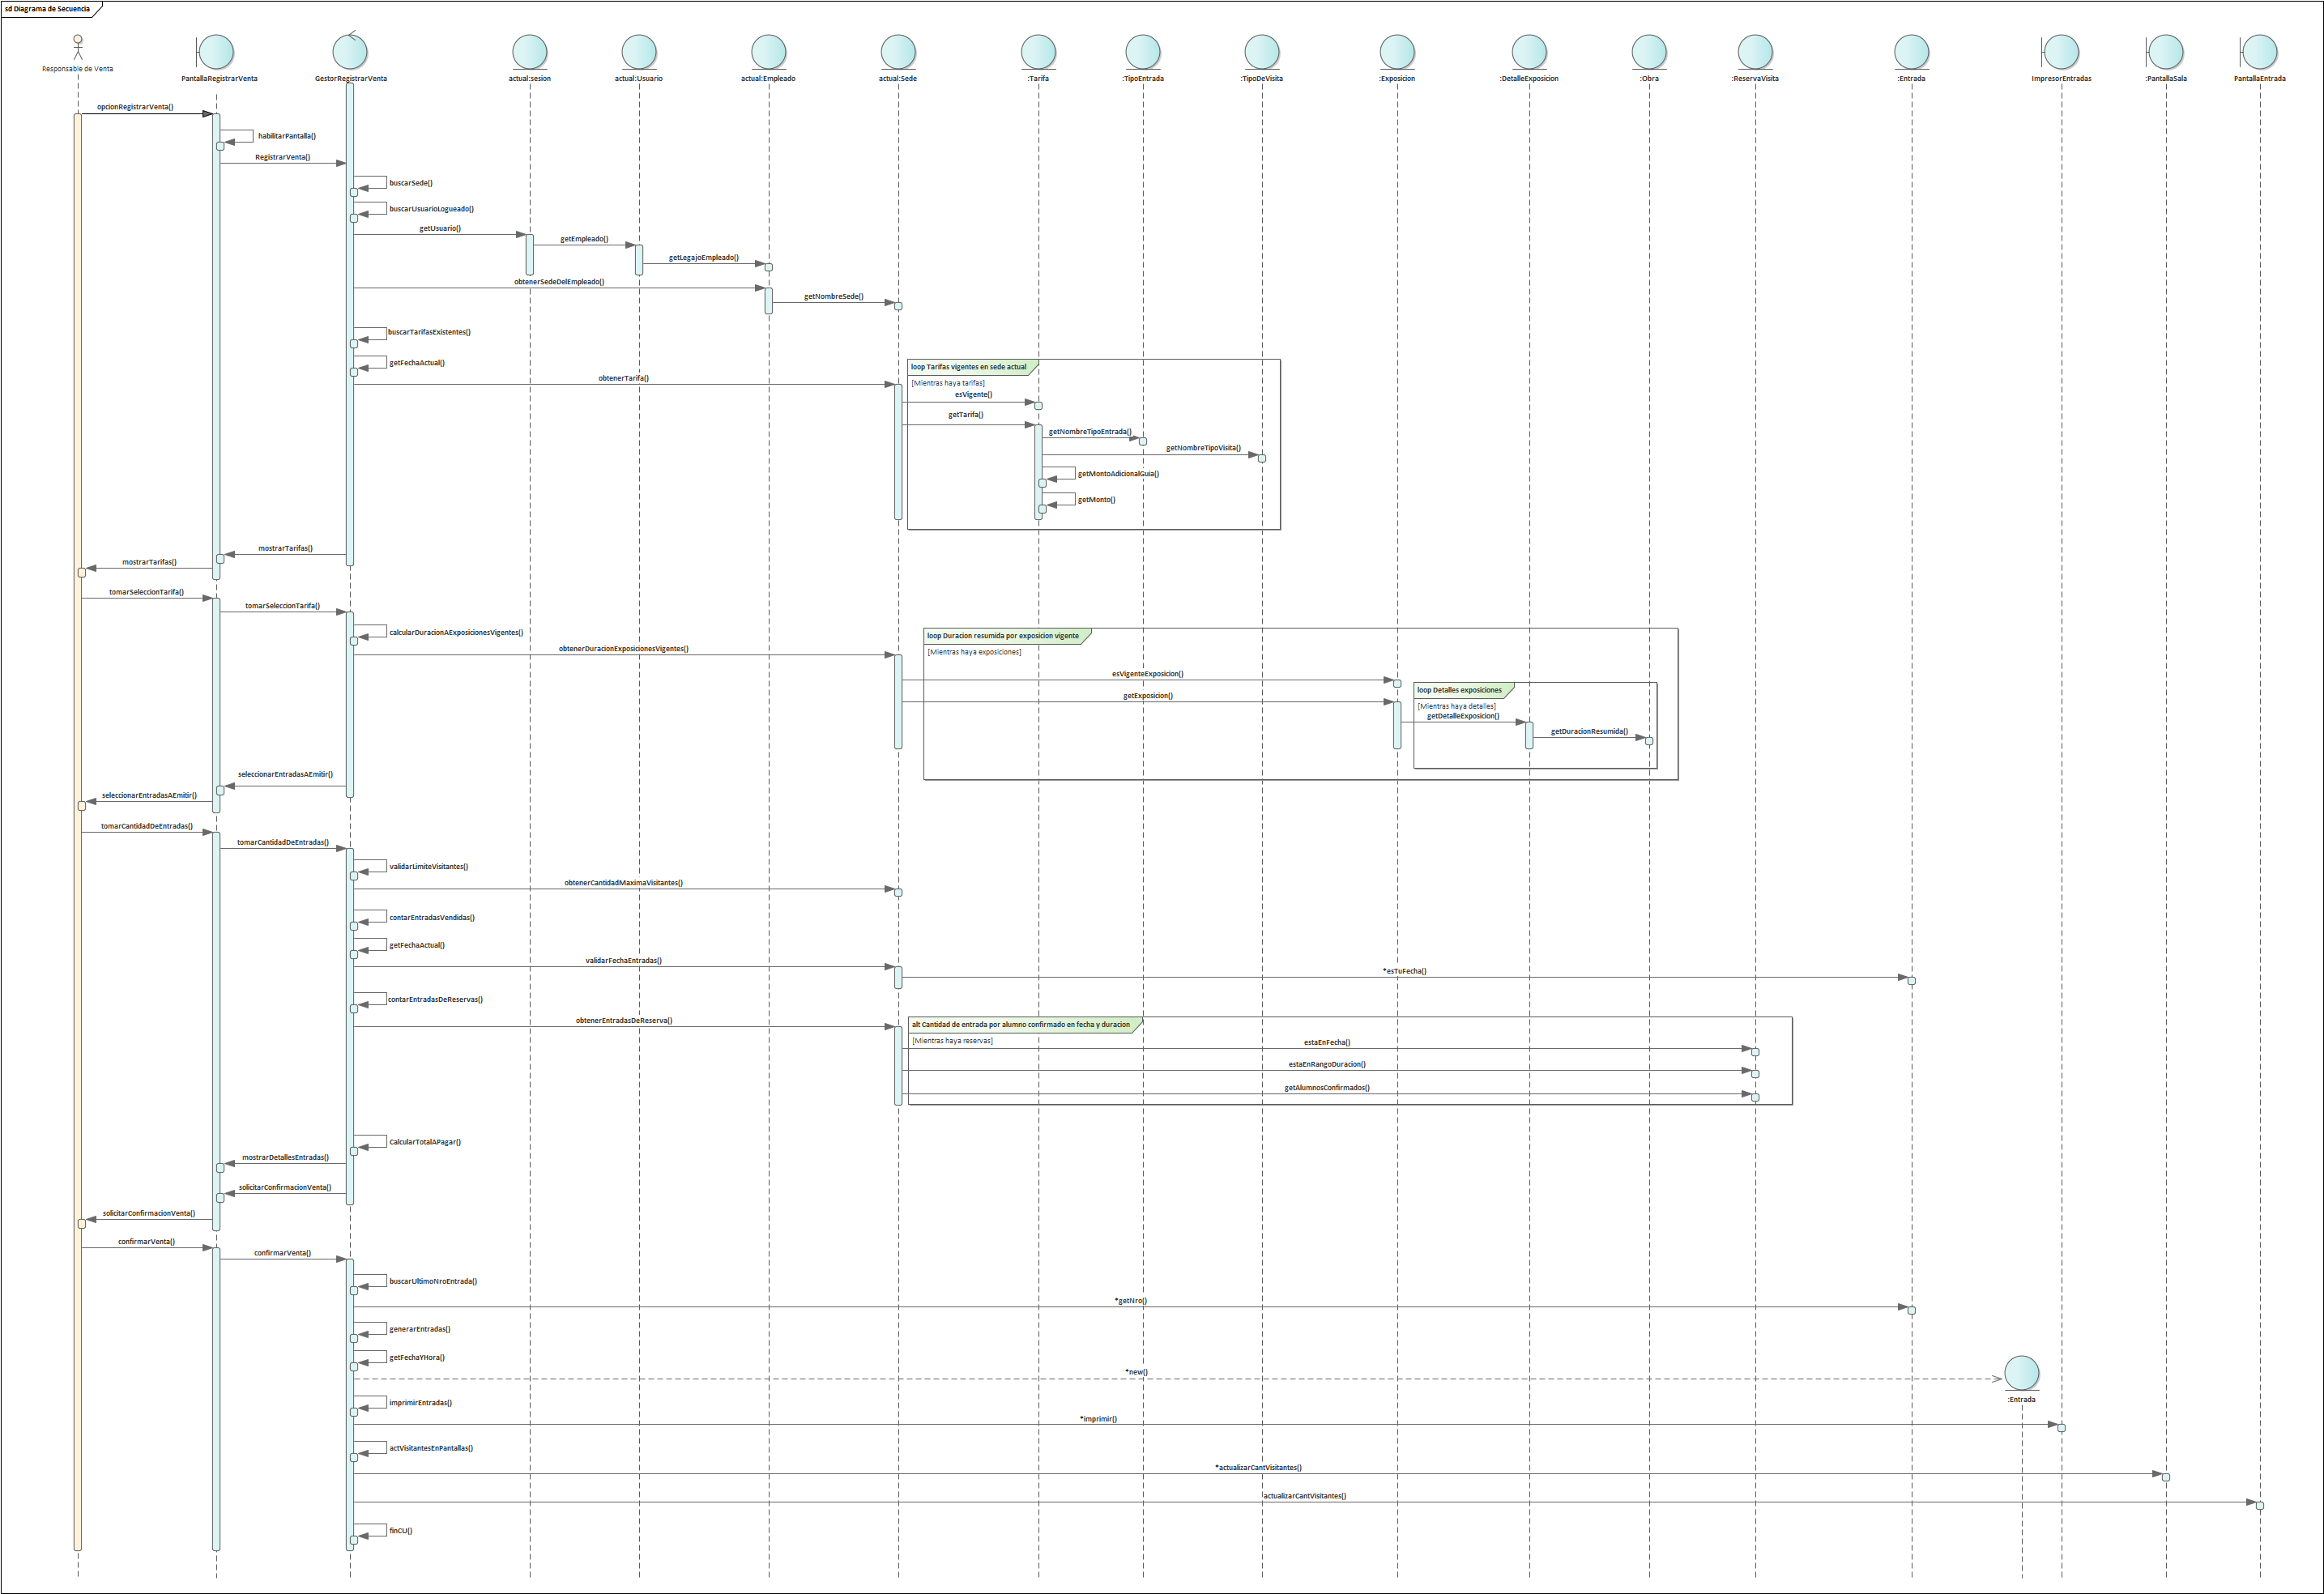 sd Diagrama de Secuencia
Responsable de Venta
PantallaRegistrarVenta
GestorRegistrarVenta
actual:sesion
actual:Usuario
actual:Empleado
actual:Sede
:Tarifa
:TipoEntrada
:TipoDeVisita
:Exposicion
:DetalleExposicion
:Obra
:ReservaVisita
:Entrada
ImpresorEntradas
:PantallaSala
PantallaEntrada
opcionRegistrarVenta()
habilitarPantalla()
RegistrarVenta()
buscarSede()
buscarUsuarioLogueado()
getUsuario()
getEmpleado()
getLegajoEmpleado()
obtenerSedeDelEmpleado()
getNombreSede()
buscarTarifasExistentes()
getFechaActual()
loop Tarifas vigentes en sede actual
obtenerTarifa()
[Mientras haya tarifas]
esVigente()
getTarifa()
getNombreTipoEntrada()
getNombreTipoVisita()
getMontoAdicionalGuia()
getMonto()
mostrarTarifas()
mostrarTarifas()
tomarSeleccionTarifa()
tomarSeleccionTarifa()
calcularDuracionAExposicionesVigentes()
loop Duracion resumida por exposicion vigente
obtenerDuracionExposicionesVigentes()
[Mientras haya exposiciones]
esVigenteExposicion()
loop Detalles exposiciones
getExposicion()
[Mientras haya detalles]
getDetalleExposicion()
getDuracionResumida()
seleccionarEntradasAEmitir()
seleccionarEntradasAEmitir()
tomarCantidadDeEntradas()
tomarCantidadDeEntradas()
validarLimiteVisitantes()
obtenerCantidadMaximaVisitantes()
contarEntradasVendidas()
getFechaActual()
validarFechaEntradas()
*esTuFecha()
contarEntradasDeReservas()
obtenerEntradasDeReserva()
alt Cantidad de entrada por alumno confirmado en fecha y duracion
[Mientras haya reservas]
estaEnFecha()
estaEnRangoDuracion()
getAlumnosConfirmados()
CalcularTotalAPagar()
mostrarDetallesEntradas()
solicitarConfirmacionVenta()
solicitarConfirmacionVenta()
confirmarVenta()
confirmarVenta()
buscarUltimoNroEntrada()
*getNro()
generarEntradas()
getFechaYHora()
*new()
:Entrada
imprimirEntradas()
*imprimir()
actVisitantesEnPantallas()
*actualizarCantVisitantes()
actualizarCantVisitantes()
finCU()